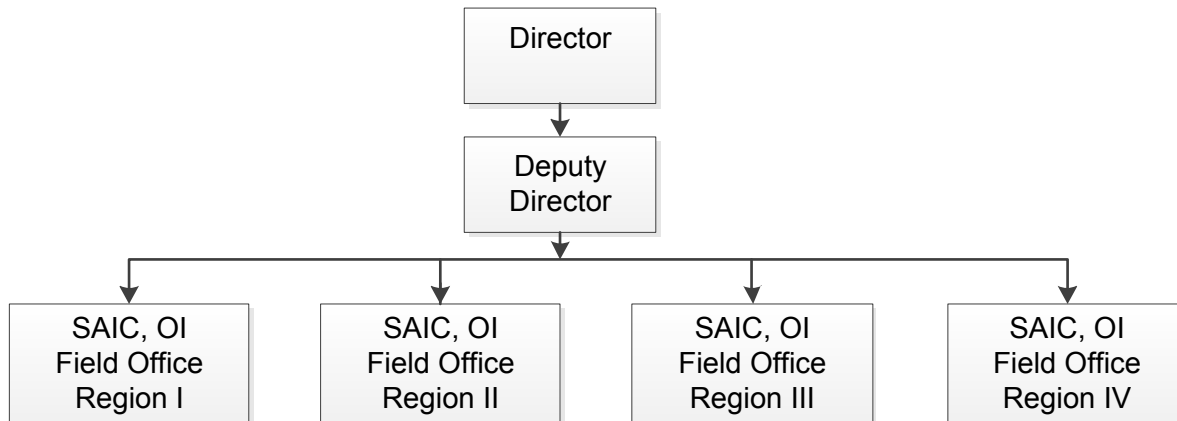 Director
Deputy
Director
SAIC, OI
Field Office
Region I
SAIC, OI
Field Office
Region II
SAIC, OI
Field Office
Region III
SAIC, OI
Field Office
Region IV